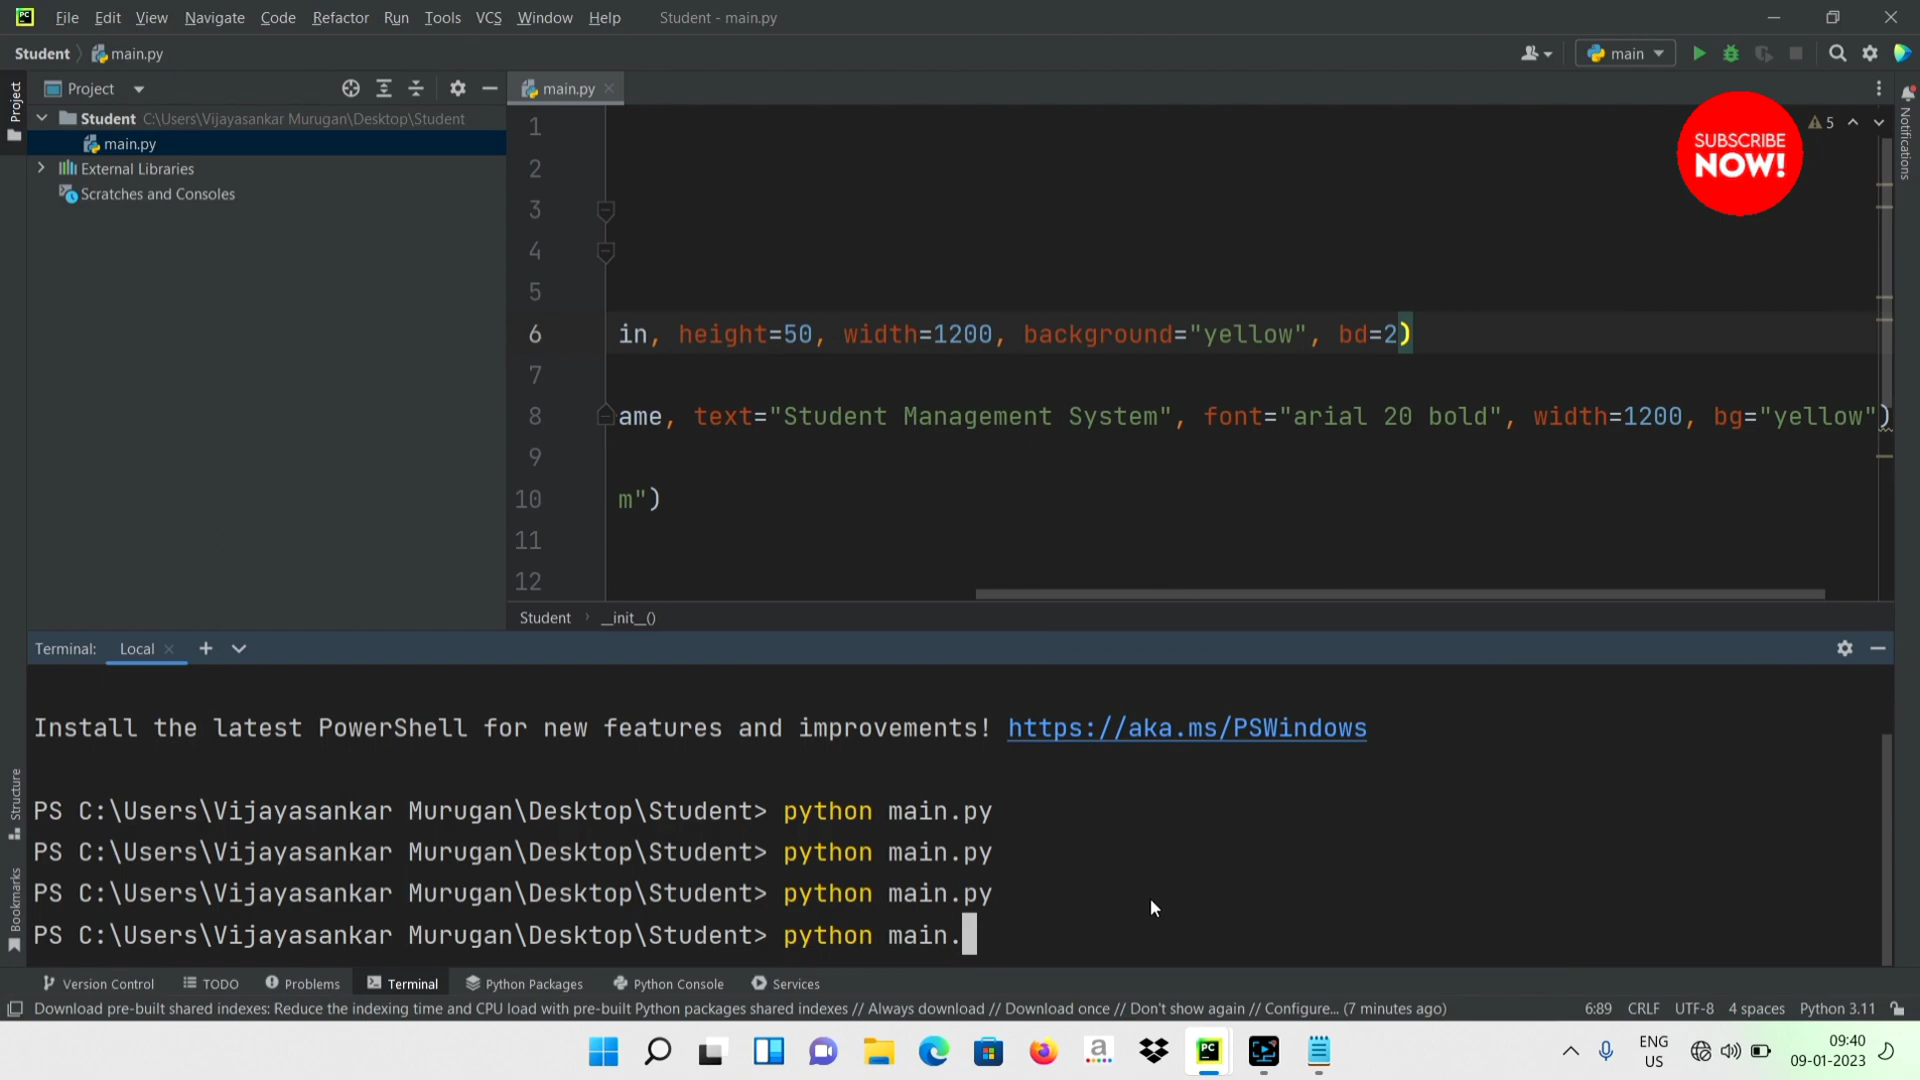 PC File Edit View Navigate Code Refactor Run Tools VCS Window Help Student - main.py
Student main.py
main
Project
main.py
Project
Student C:\Users\Vijayasankar Murugan\Desktop\Student
main.py
External Libraries
Scratches and Consoles
5
SUBSCRIBE
NOW!
Notifications
1
2
3
4
5
6 in, height=50, width=1200, background="yellow", bd=2)
7
8 ame, text="Student Management System", font="arial 20 bold", width=1200, bg="yellow")
9
10 m")
11
12
Student __init__()
Terminal: Local
Install the latest PowerShell for new features and improvements! https://aka.ms/PSWindows
PS C:\Users\Vijayasankar Murugan\Desktop\Student> python main.py
PS C:\Users\Vijayasankar Murugan\Desktop\Student> python main.py
PS C:\Users\Vijayasankar Murugan\Desktop\Student> python main.py
PS C:\Users\Vijayasankar Murugan\Desktop\Student> python main.
Structure
Bookmarks
Version Control TODO Problems Terminal Python Packages Python Console Services
Download pre-built shared indexes: Reduce the indexing time and CPU load with pre-built Python packages shared indexes // Always download // Download once // Don't show again // Configure... (7 minutes ago) 6:89 CRLF UTF-8 4 spaces Python 3.11
a
PC
ENG
US
09:40
09-01-2023